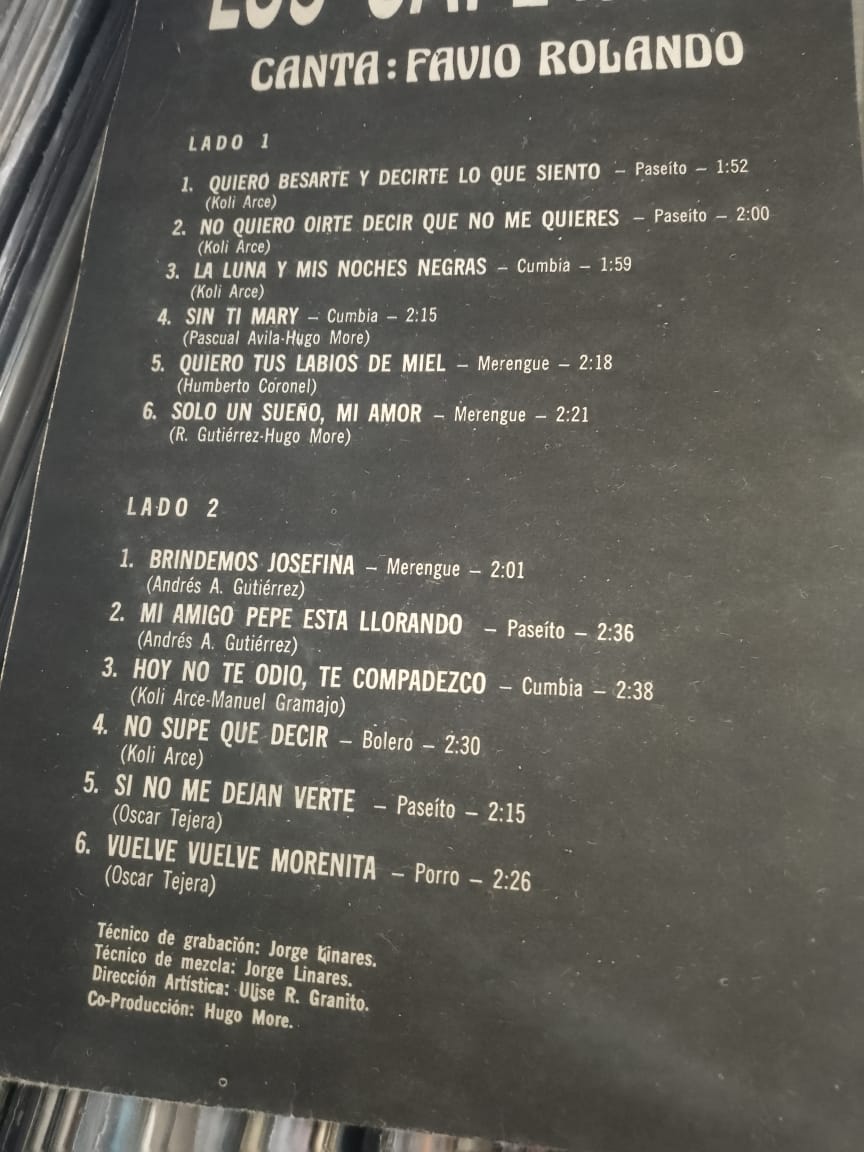 LOS
CANTA: FAVIO ROLANDO
LADO 1
1. QUIERO BESARTE Y DECIRTE LO QUE SIENTO – Paseíto – 1:52
(Koli Arce)
2. NO QUIERO OIRTE DECIR QUE NO ME QUIERES – Paseíto – 2:00
(Koli Arce)
3. LA LUNA Y MIS NOCHES NEGRAS – Cumbia – 1:59
(Koli Arce)
4. SIN TI MARY – Cumbia – 2:15
(Pascual Avila-Hugo More)
5. QUIERO TUS LABIOS DE MIEL – Merengue – 2:18
(Humberto Coronel)
6. SOLO UN SUEÑO, MI AMOR – Merengue – 2:21
(R. Gutiérrez-Hugo More)
LADO 2
1. BRINDEMOS JOSEFINA – Merengue – 2:01
(Andrés A. Gutiérrez)
2. MI AMIGO PEPE ESTA LLORANDO – Paseíto – 2:36
(Andrés A. Gutiérrez)
3. HOY NO TE ODIO, TE COMPADEZCO – Cumbia – 2:38
(Koli Arce-Manuel Gramajo)
4. NO SUPE QUE DECIR – Bolero – 2:30
(Koli Arce)
5. SI NO ME DEJAN VERTE – Paseíto – 2:15
(Oscar Tejera)
6. VUELVE VUELVE MORENITA – Porro – 2:26
(Oscar Tejera)
Técnico de grabación: Jorge Linares.
Técnico de mezcla: Jorge Linares.
Dirección Artística: Ulise R. Granito.
Co-Producción: Hugo More.